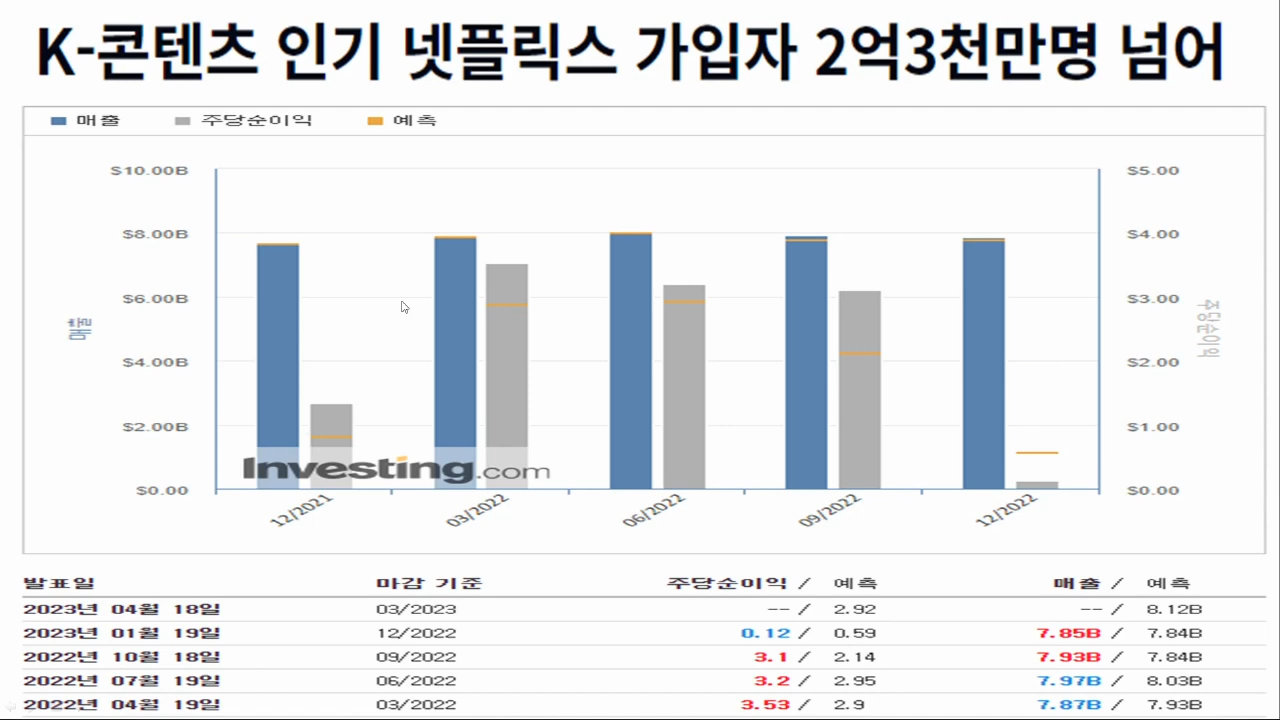 K-콘텐츠 인기 넷플릭스 가입자 2억3천만명 넘어
매출 주당순이익 예측
$10.00B $5.00
$8.00B $4.00
$6.00B $3.00
매출 주당순이익
$4.00B $2.00
$2.00B $1.00
Investing.com
$0.00 $0.00
12/2021 03/2022 06/2022 09/2022 12/2022
발표일 마감 기준 주당순이익 / 예측 매출 / 예측
2023년 04월 18일 03/2023 -- / 2.92 -- / 8.12B
2023년 01월 19일 12/2022 0.12 / 0.59 7.85B / 7.84B
2022년 10월 18일 09/2022 3.1 / 2.14 7.93B / 7.84B
2022년 07월 19일 06/2022 3.2 / 2.95 7.97B / 8.03B
2022년 04월 19일 03/2022 3.53 / 2.9 7.87B / 7.93B